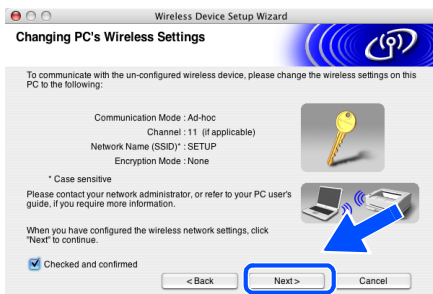 Wireless Device Setup Wizard
Changing PC's Wireless Settings
To communicate with the un-configured wireless device, please change the wireless settings on this
PC to the following:
Communication Mode : Ad-hoc
Channel : 11 (if applicable)
Network Name (SSID)* : SETUP
Encryption Mode : None
* Case sensitive
Please contact your network administrator, or refer to your PC user's
guide, if you require more information.
When you have configured the wireless network settings, click
"Next" to continue.
Checked and confirmed
< Back
Next >
Cancel